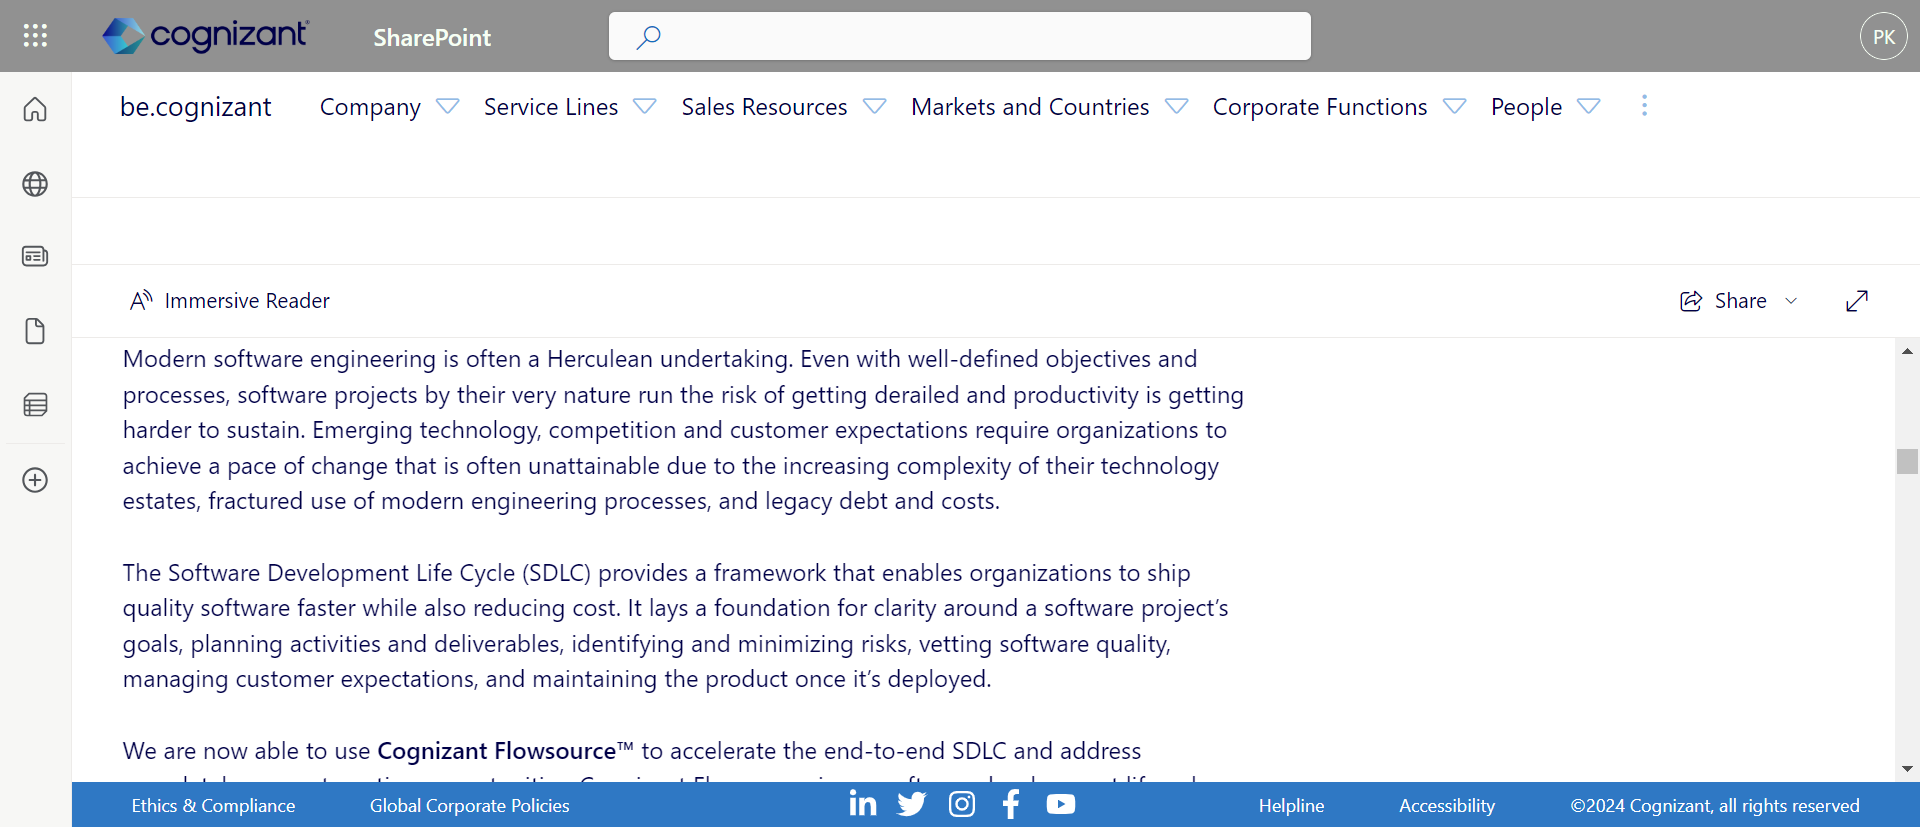 cognizant
SharePoint
PK
be.cognizant
Company
Service Lines
Sales Resources
Markets and Countries
Corporate Functions
People
Immersive Reader
Share
Modern software engineering is often a Herculean undertaking. Even with well-defined objectives and
processes, software projects by their very nature run the risk of getting derailed and productivity is getting
harder to sustain. Emerging technology, competition and customer expectations require organizations to
achieve a pace of change that is often unattainable due to the increasing complexity of their technology
estates, fractured use of modern engineering processes, and legacy debt and costs.
The Software Development Life Cycle (SDLC) provides a framework that enables organizations to ship
quality software faster while also reducing cost. It lays a foundation for clarity around a software project’s
goals, planning activities and deliverables, identifying and minimizing risks, vetting software quality,
managing customer expectations, and maintaining the product once it’s deployed.
We are now able to use Cognizant Flowsource™ to accelerate the end-to-end SDLC and address
Ethics & Compliance
Global Corporate Policies
Helpline
Accessibility
©2024 Cognizant, all rights reserved